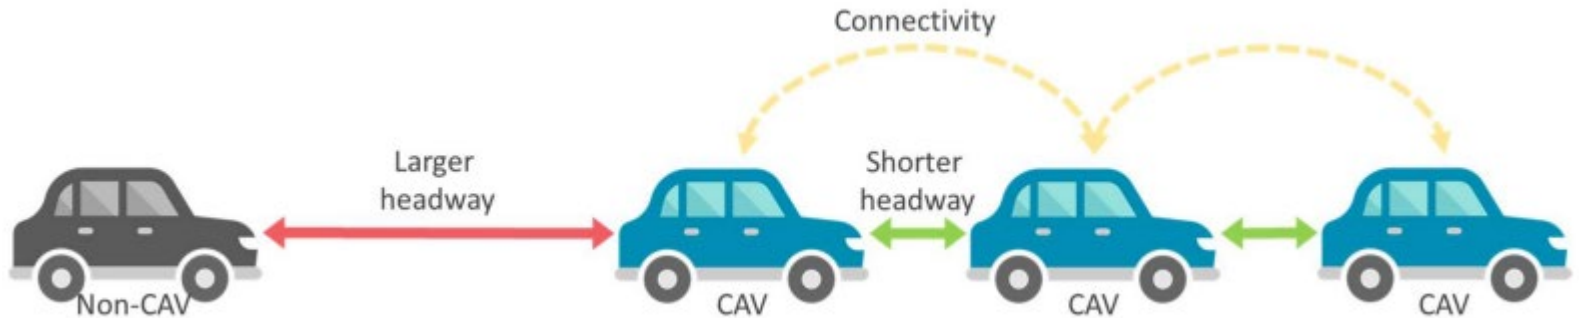 Connectivity
Larger
headway
Shorter
headway
Non-CAV
CAV
CAV
CAV